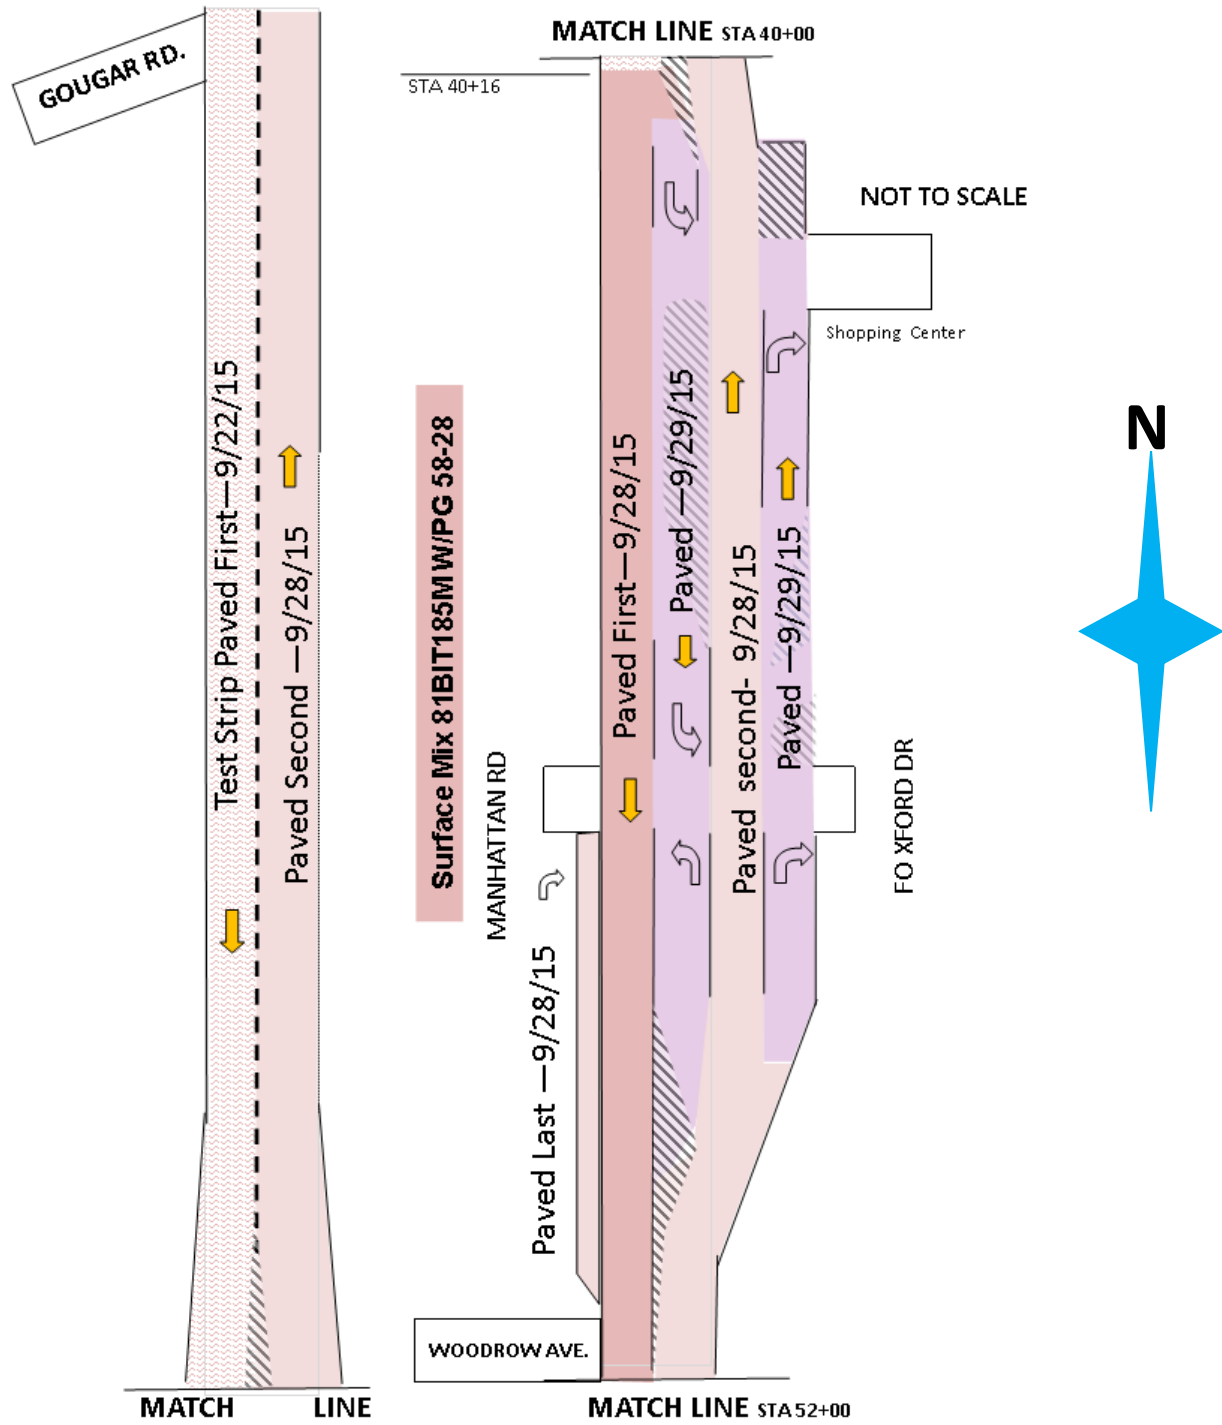 GOUGAR RD.
Test Strip Paved First—9/22/15
Paved Second —9/28/15
MATCH LINE
MATCH LINE STA 40+00
STA 40+16
NOT TO SCALE
Shopping Center
Surface Mix 81BIT185M W/PG 58-28
MANHATTAN RD
Paved First—9/28/15
Paved —9/29/15
Paved second- 9/28/15
Paved —9/29/15
FO XFORD DR
Paved Last —9/28/15
WOODROW AVE.
MATCH LINE STA 52+00
N